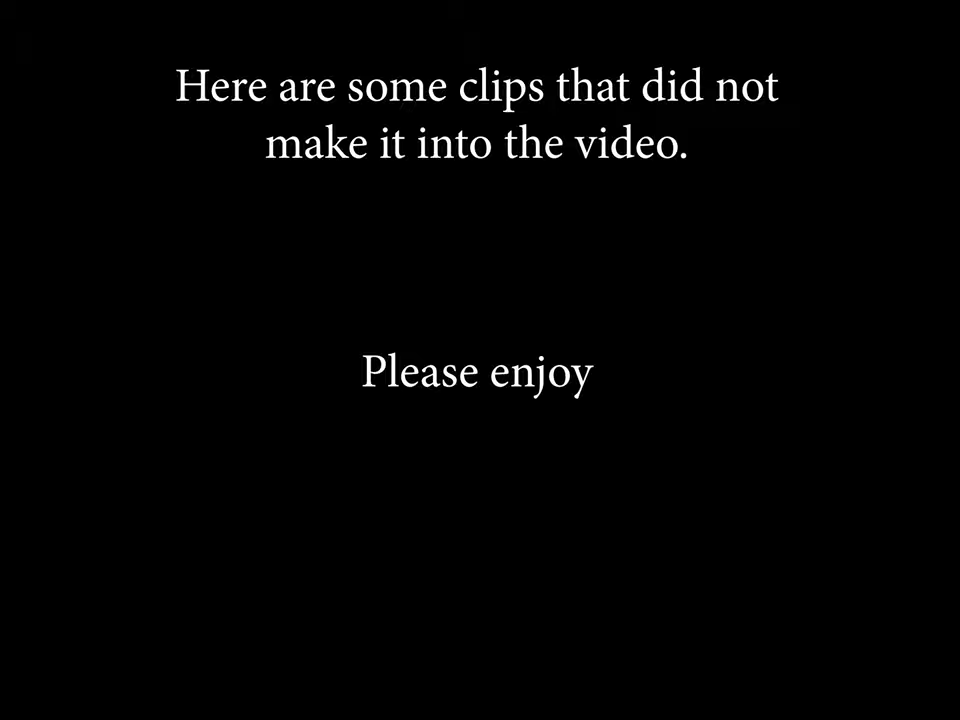 Here are some clips that did not
make it into the video.
Please enjoy